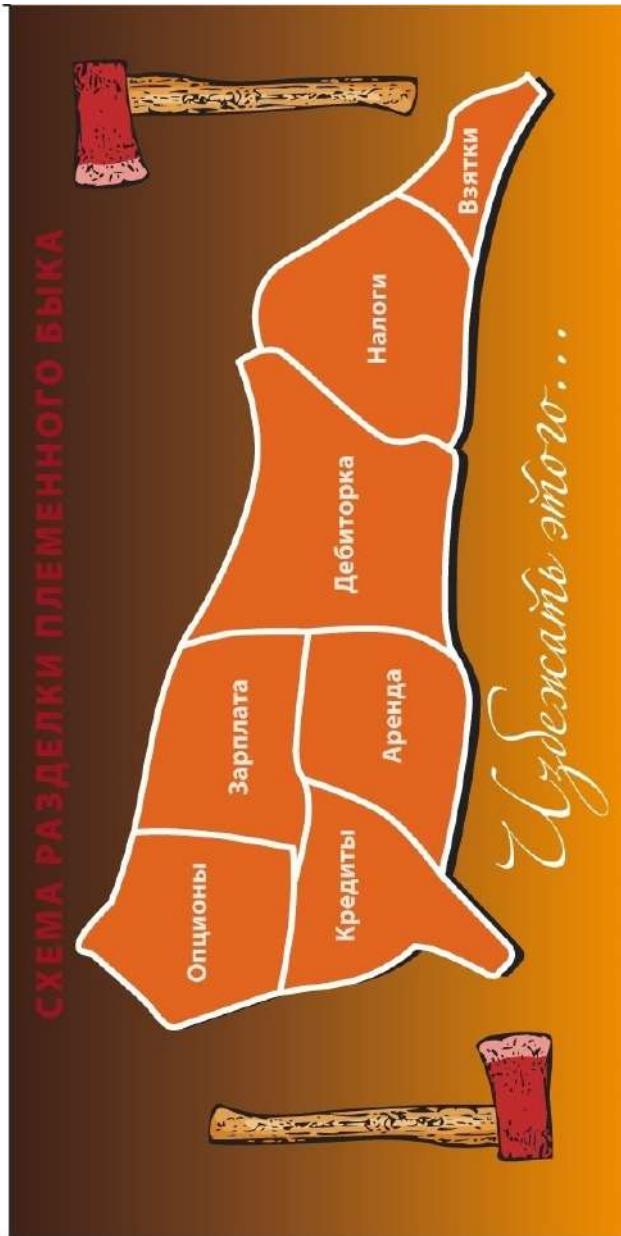 СХЕМА РАЗДЕЛКИ ПЛЕМЕННОГО БЫКА
Опционы
Зарплата
Кредиты
Аренда
Дебиторка
Налоги
Взятки
Избежать этого...